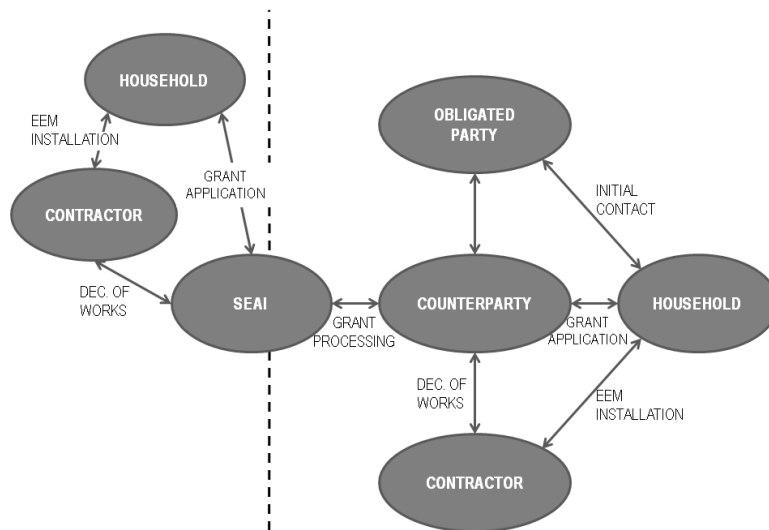 HOUSEHOLD
EEM
INSTALLATION
GRANT
APPLICATION
CONTRACTOR
DEC. OF
WORKS
SEAI
GRANT
PROCESSING
OBLIGATED
PARTY
INITIAL
CONTACT
COUNTERPARTY
GRANT
APPLICATION
HOUSEHOLD
DEC. OF
WORKS
EEM
INSTALLATION
CONTRACTOR